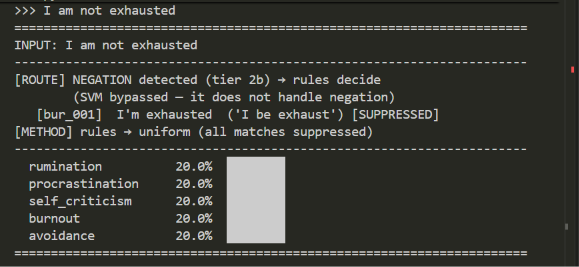 >>> I am not exhausted
======================================================================
INPUT: I am not exhausted
----------------------------------------------------------------------
[ROUTE] NEGATION detected (tier 2b) → rules decide
        (SVM bypassed — it does not handle negation)
   [bur_001]  I'm exhausted  ('I be exhaust') [SUPPRESSED]
[METHOD] rules → uniform (all matches suppressed)
----------------------------------------------------------------------
  rumination          20.0%
  procrastination     20.0%
  self_criticism      20.0%
  burnout             20.0%
  avoidance           20.0%
======================================================================